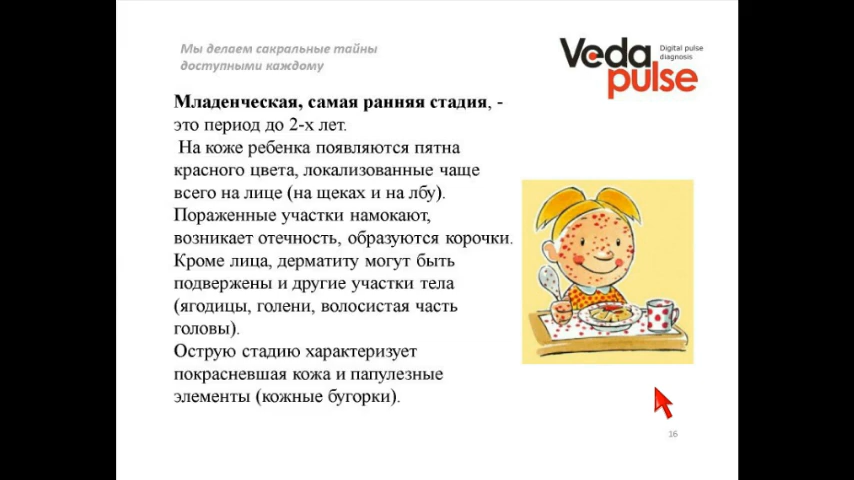 Мы делаем сакральные тайны
доступными каждому
Veda
pulse
Digital pulse
diagnosis
Младенческая, самая ранняя стадия, -
это период до 2-х лет.
На коже ребенка появляются пятна
красного цвета, локализованные чаще
всего на лице (на щеках и на лбу).
Пораженные участки намокают,
возникает отечность, образуются корочки.
Кроме лица, дерматиту могут быть
подвержены и другие участки тела
(ягодицы, голени, волосистая часть
головы).
Острую стадию характеризует
покрасневшая кожа и папулезные
элементы (кожные бугорки).
16